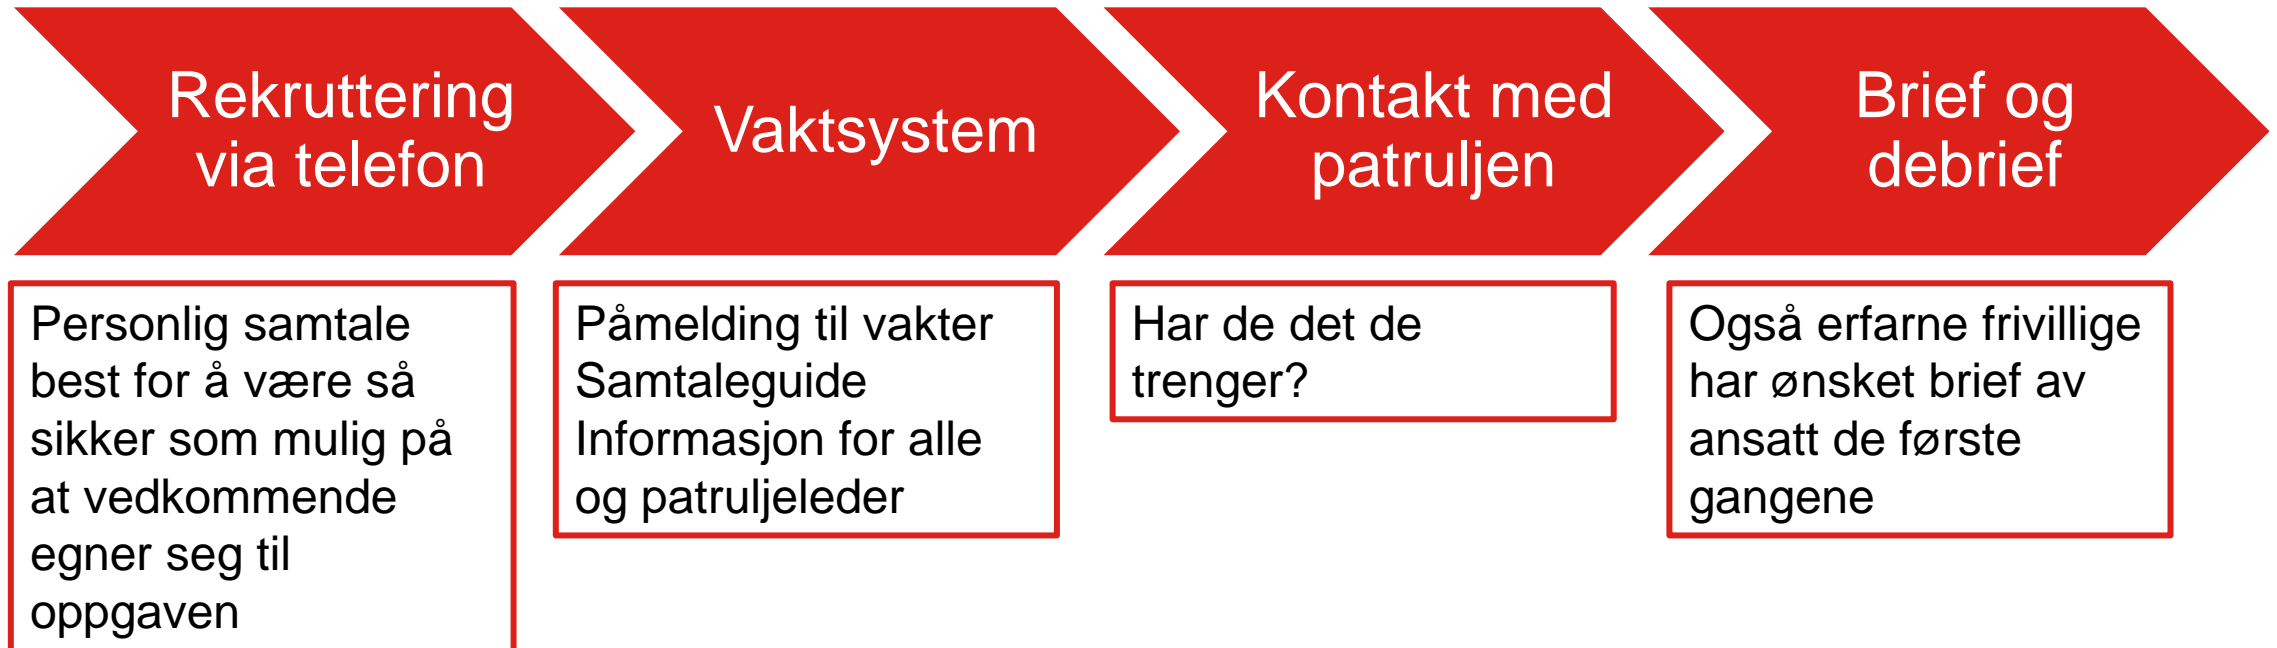 Rekruttering
via telefon
Vaktsystem
Kontakt med
patruljen
Brief og
debrief
Personlig samtale
best for å være så
sikker som mulig på
at vedkommende
egner seg til
oppgaven
Påmelding til vakter
Samtaleguide
Informasjon for alle
og patruljeleder
Har de det de
trenger?
Også erfarne frivillige
har ønsket brief av
ansatt de første
gangene